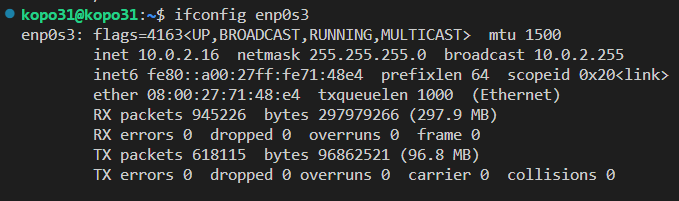 kopo31@kopo31:~$ ifconfig enp0s3
enp0s3: flags=4163<UP,BROADCAST,RUNNING,MULTICAST>  mtu 1500
        inet 10.0.2.16  netmask 255.255.255.0  broadcast 10.0.2.255
        inet6 fe80::a00:27ff:fe71:48e4  prefixlen 64  scopeid 0x20<link>
        ether 08:00:27:71:48:e4  txqueuelen 1000  (Ethernet)
        RX packets 945226  bytes 297979266 (297.9 MB)
        RX errors 0  dropped 0  overruns 0  frame 0
        TX packets 618115  bytes 96862521 (96.8 MB)
        TX errors 0  dropped 0 overruns 0  carrier 0  collisions 0